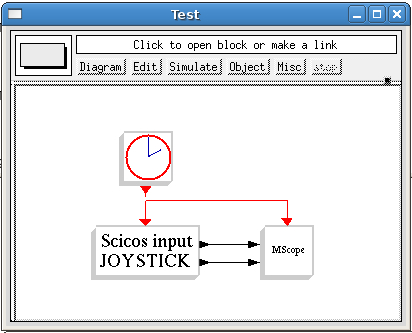 Test
Click to open block or make a link
Diagram Edit Simulate Object Misc stop
Scicos input
JOYSTICK
MScope